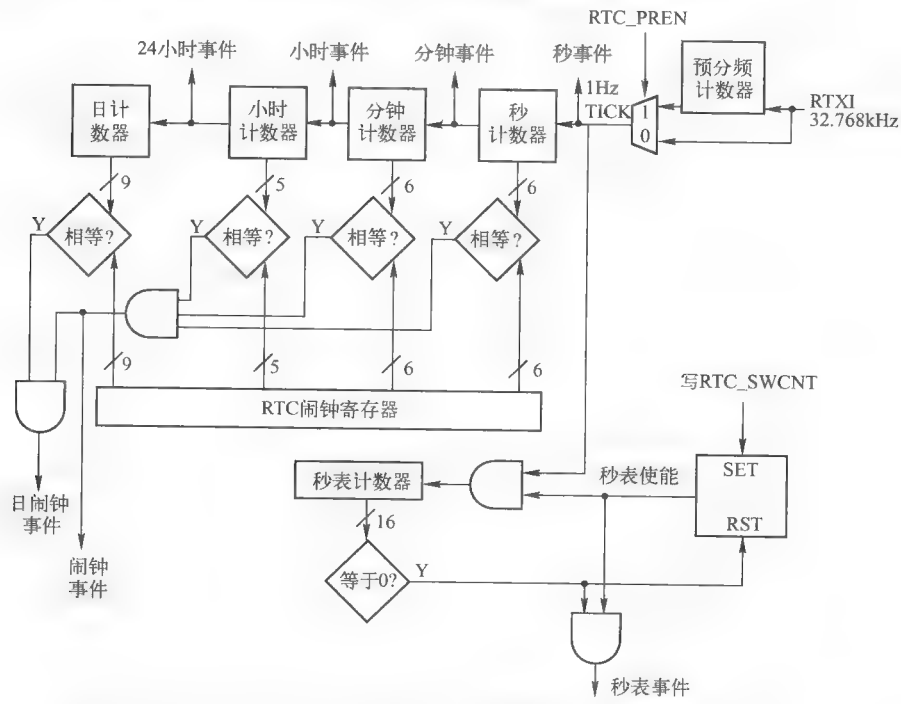 RTC_PREN
24小时事件
小时事件
分钟事件
秒事件
预分频
计数器
1Hz
TICK
RTXI
32.768kHz
日计
数器
小时
计数器
分钟
计数器
秒
计数器
1
0
9
5
6
6
Y
相等?
Y
相等?
Y
相等?
Y
相等?
9
5
6
6
RTC闹钟寄存器
写RTC_SWCNT
秒表计数器
秒表使能
SET
RST
日闹钟
事件
16
闹钟
事件
等于0?
Y
秒表事件